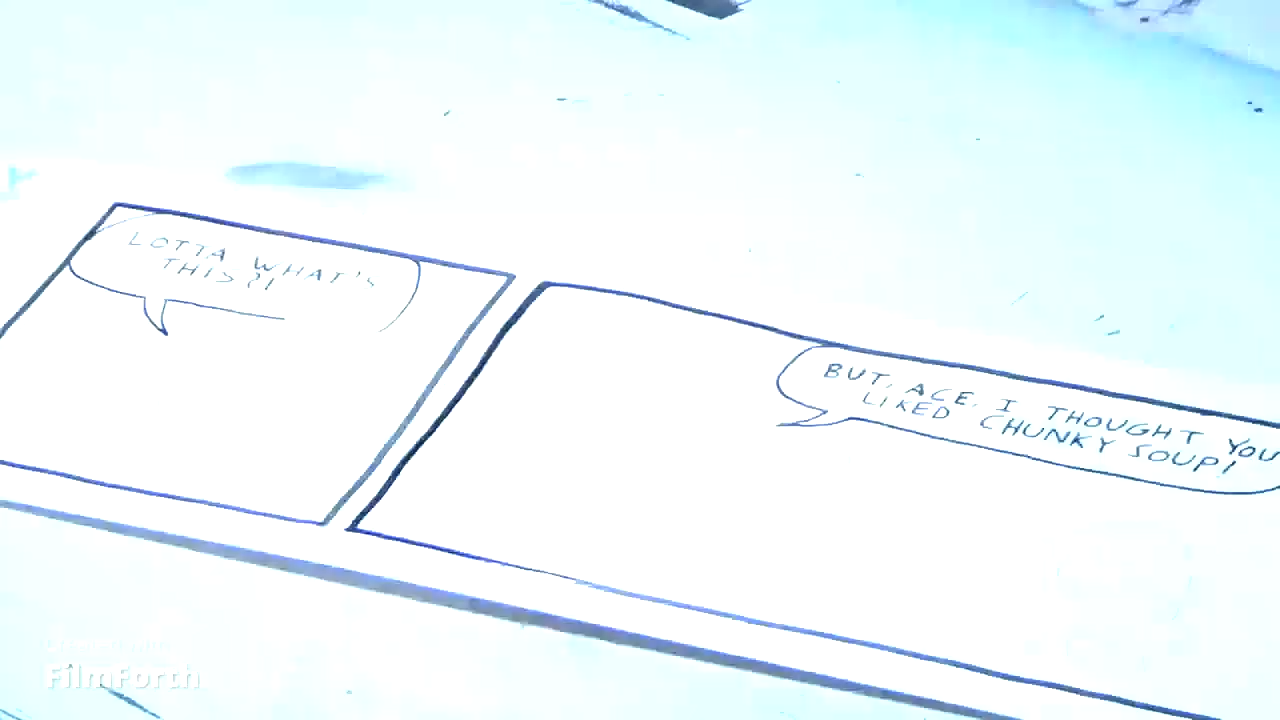 LOTTA WHAT'S
THIS?!
BUT, ACE, I THOUGHT YOU
LIKED CHUNKY SOUP!
FilmForth